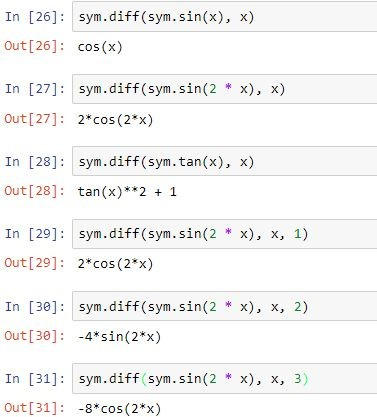 In [26]: sym.diff(sym.sin(x), x)
Out[26]: cos(x)
In [27]: sym.diff(sym.sin(2 * x), x)
Out[27]: 2*cos(2*x)
In [28]: sym.diff(sym.tan(x), x)
Out[28]: tan(x)**2 + 1
In [29]: sym.diff(sym.sin(2 * x), x, 1)
Out[29]: 2*cos(2*x)
In [30]: sym.diff(sym.sin(2 * x), x, 2)
Out[30]: -4*sin(2*x)
In [31]: sym.diff(sym.sin(2 * x), x, 3)
Out[31]: -8*cos(2*x)